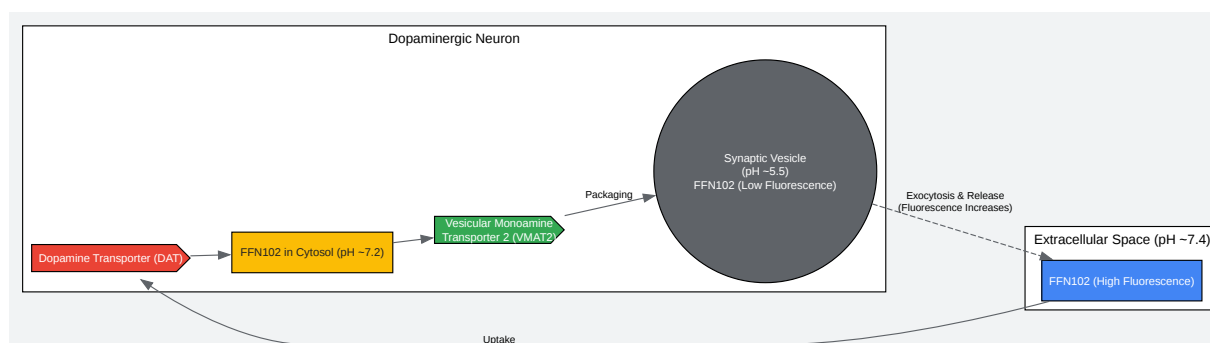 Dopaminergic Neuron
Synaptic Vesicle
(pH ~5.5)
FFN102 (Low Fluorescence)
Packaging
Exocytosis & Release
(Fluorescence Increases)
Vesicular Monoamine
Transporter 2 (VMAT2)
Extracellular Space (pH ~7.4)
Dopamine Transporter (DAT)
FFN102 in Cytosol (pH ~7.2)
FFN102 (High Fluorescence)
Uptake